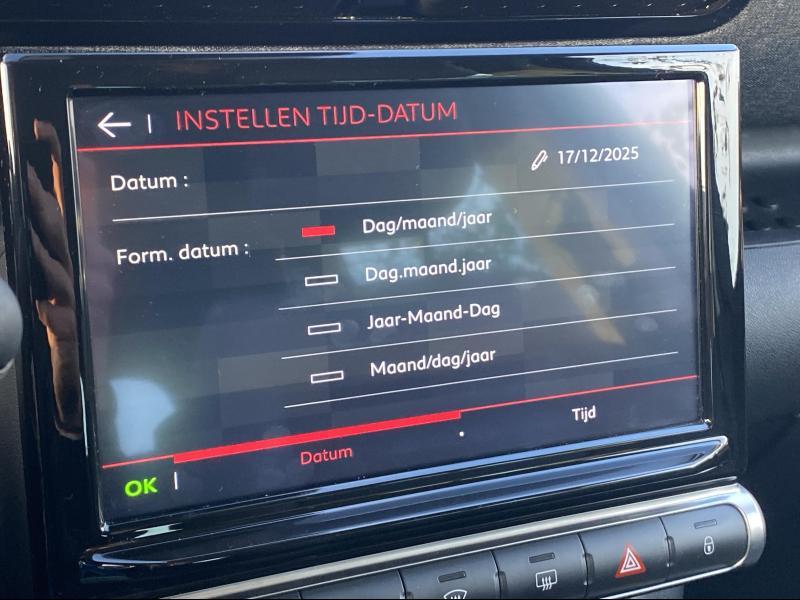 INSTELLEN TIJD-DATUM
Datum : 17/12/2025
Form. datum : Dag/maand/jaar
Dag.maand.jaar
Jaar-Maand-Dag
Maand/dag/jaar
Datum Tijd
OK